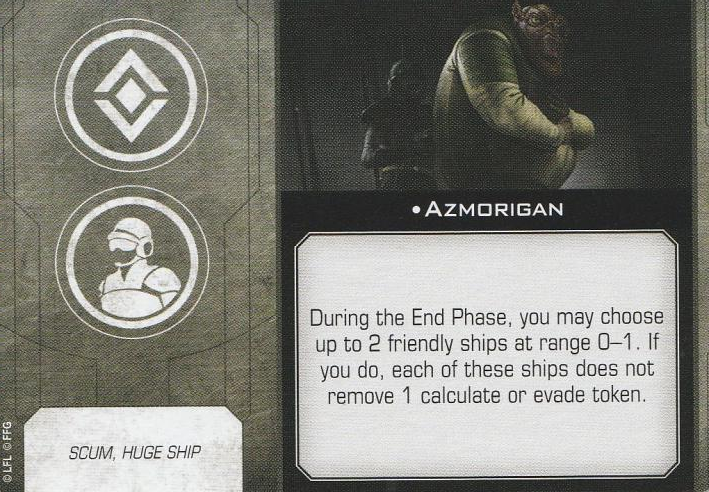 •AZMORIGAN
During the End Phase, you may choose
up to 2 friendly ships at range 0–1. If
you do, each of these ships does not
remove 1 calculate or evade token.
SCUM, HUGE SHIP
©LFL ©FFG